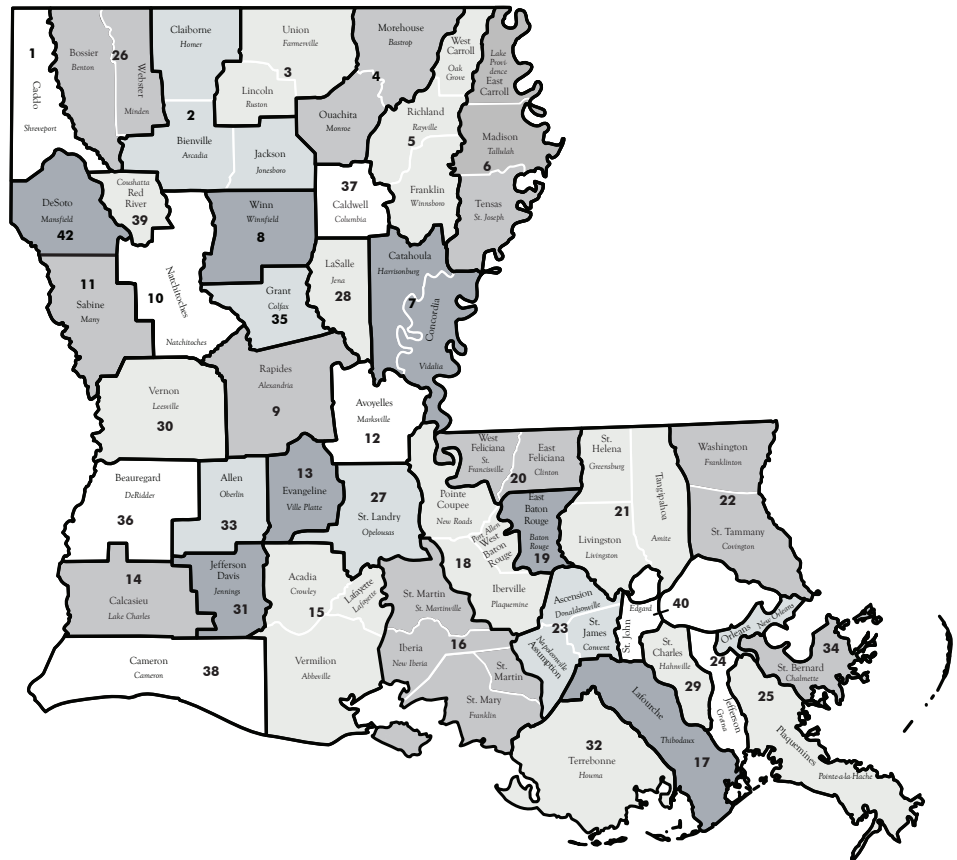 1
Caddo
Shreveport
Bossier
Benton
26
Webster
Minden
Claiborne
Homer
2
Bienville
Arcadia
Jackson
Jonesboro
Union
Farmerville
3
Lincoln
Ruston
Morehouse
Bastrop
4
Ouachita
Monroe
West
Carroll
Oak
Grove
Richland
Rayville
5
Franklin
Winnsboro
Lake
Provi
dence
East
Carroll
Madison
Tallulah
6
Tensas
St. Joseph
DeSoto
Mansfield
42
Coushatta
Red
River
39
Winn
Winnfield
8
37
Caldwell
Columbia
Catahoula
Harrisonburg
7
Concordia
Vidalia
LaSalle
Jena
28
11
Sabine
Many
10
Natchitoches
Natchitoches
Grant
Colfax
35
Rapides
Alexandria
9
Vernon
Leesville
30
Avoyelles
Marksville
12
Beauregard
DeRidder
36
Allen
Oberlin
33
13
Evangeline
Ville Platte
27
St. Landry
Opelousas
Pointe
Coupee
New Roads
Port Allen
West
Baton
Rouge
18
Iberville
Plaquemine
West
Feliciana
St.
Francisville
20
East
Feliciana
Clinton
East
Baton
Rouge
Baton
Rouge
19
St.
Helena
Greensburg
21
Livingston
Livingston
Tangipahoa
Amite
Washington
Franklinton
22
St. Tammany
Covington
14
Calcasieu
Lake Charles
Jefferson
Davis
Jennings
31
Acadia
Crowley
15
Lafayette
Lafayette
Vermilion
Abbeville
Cameron
Cameron
38
St. Martin
St. Martinville
Iberia
New Iberia
16
St.
Martin
St. Mary
Franklin
Ascension
Donaldsonville
23
St.
James
Convent
Napoleonville
Assumption
Edgard
St. John
40
St.
Charles
Hahnville
29
24
Jefferson
Gretna
Orleans
New Orleans
34
St. Bernard
Chalmette
25
Plaquemines
Pointe-a-la-Hache
Lafourche
Thibodaux
17
32
Terrebonne
Houma